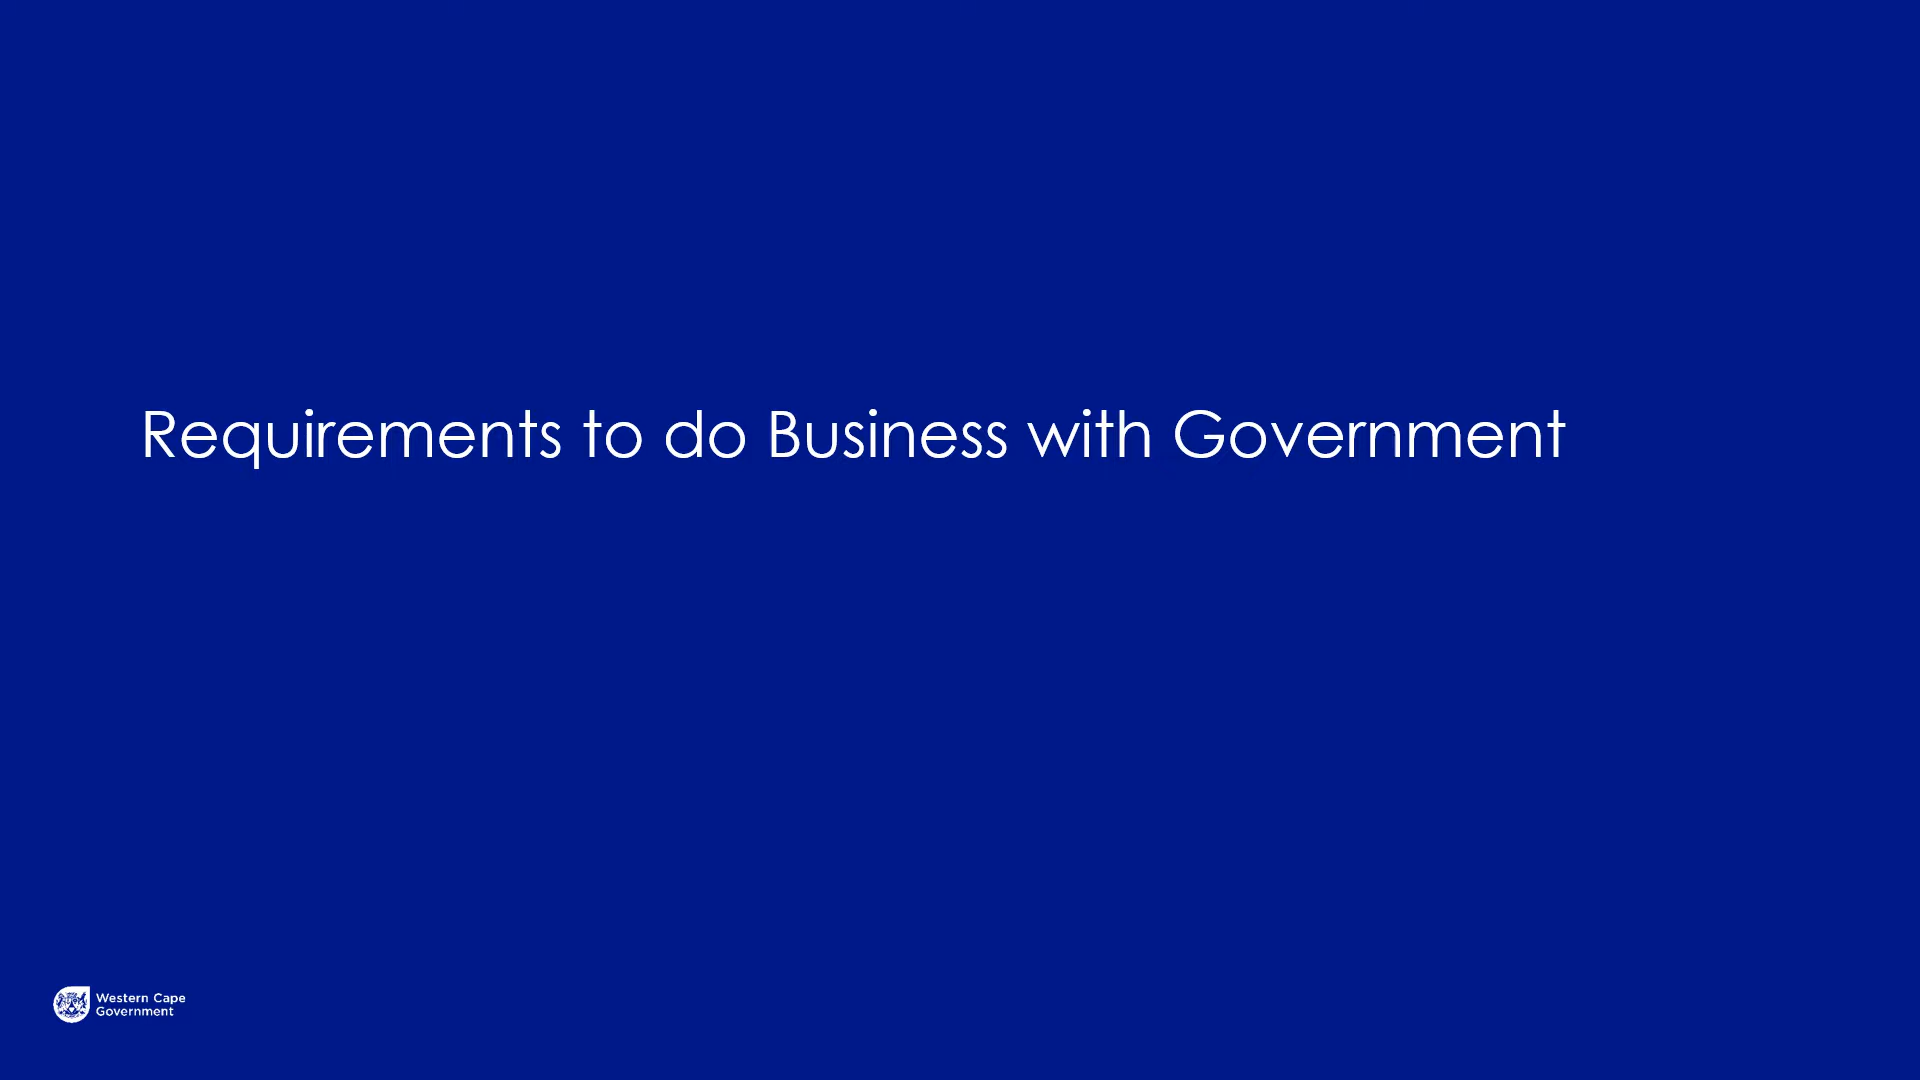 Requirements to do Business with Government
Western Cape
Government